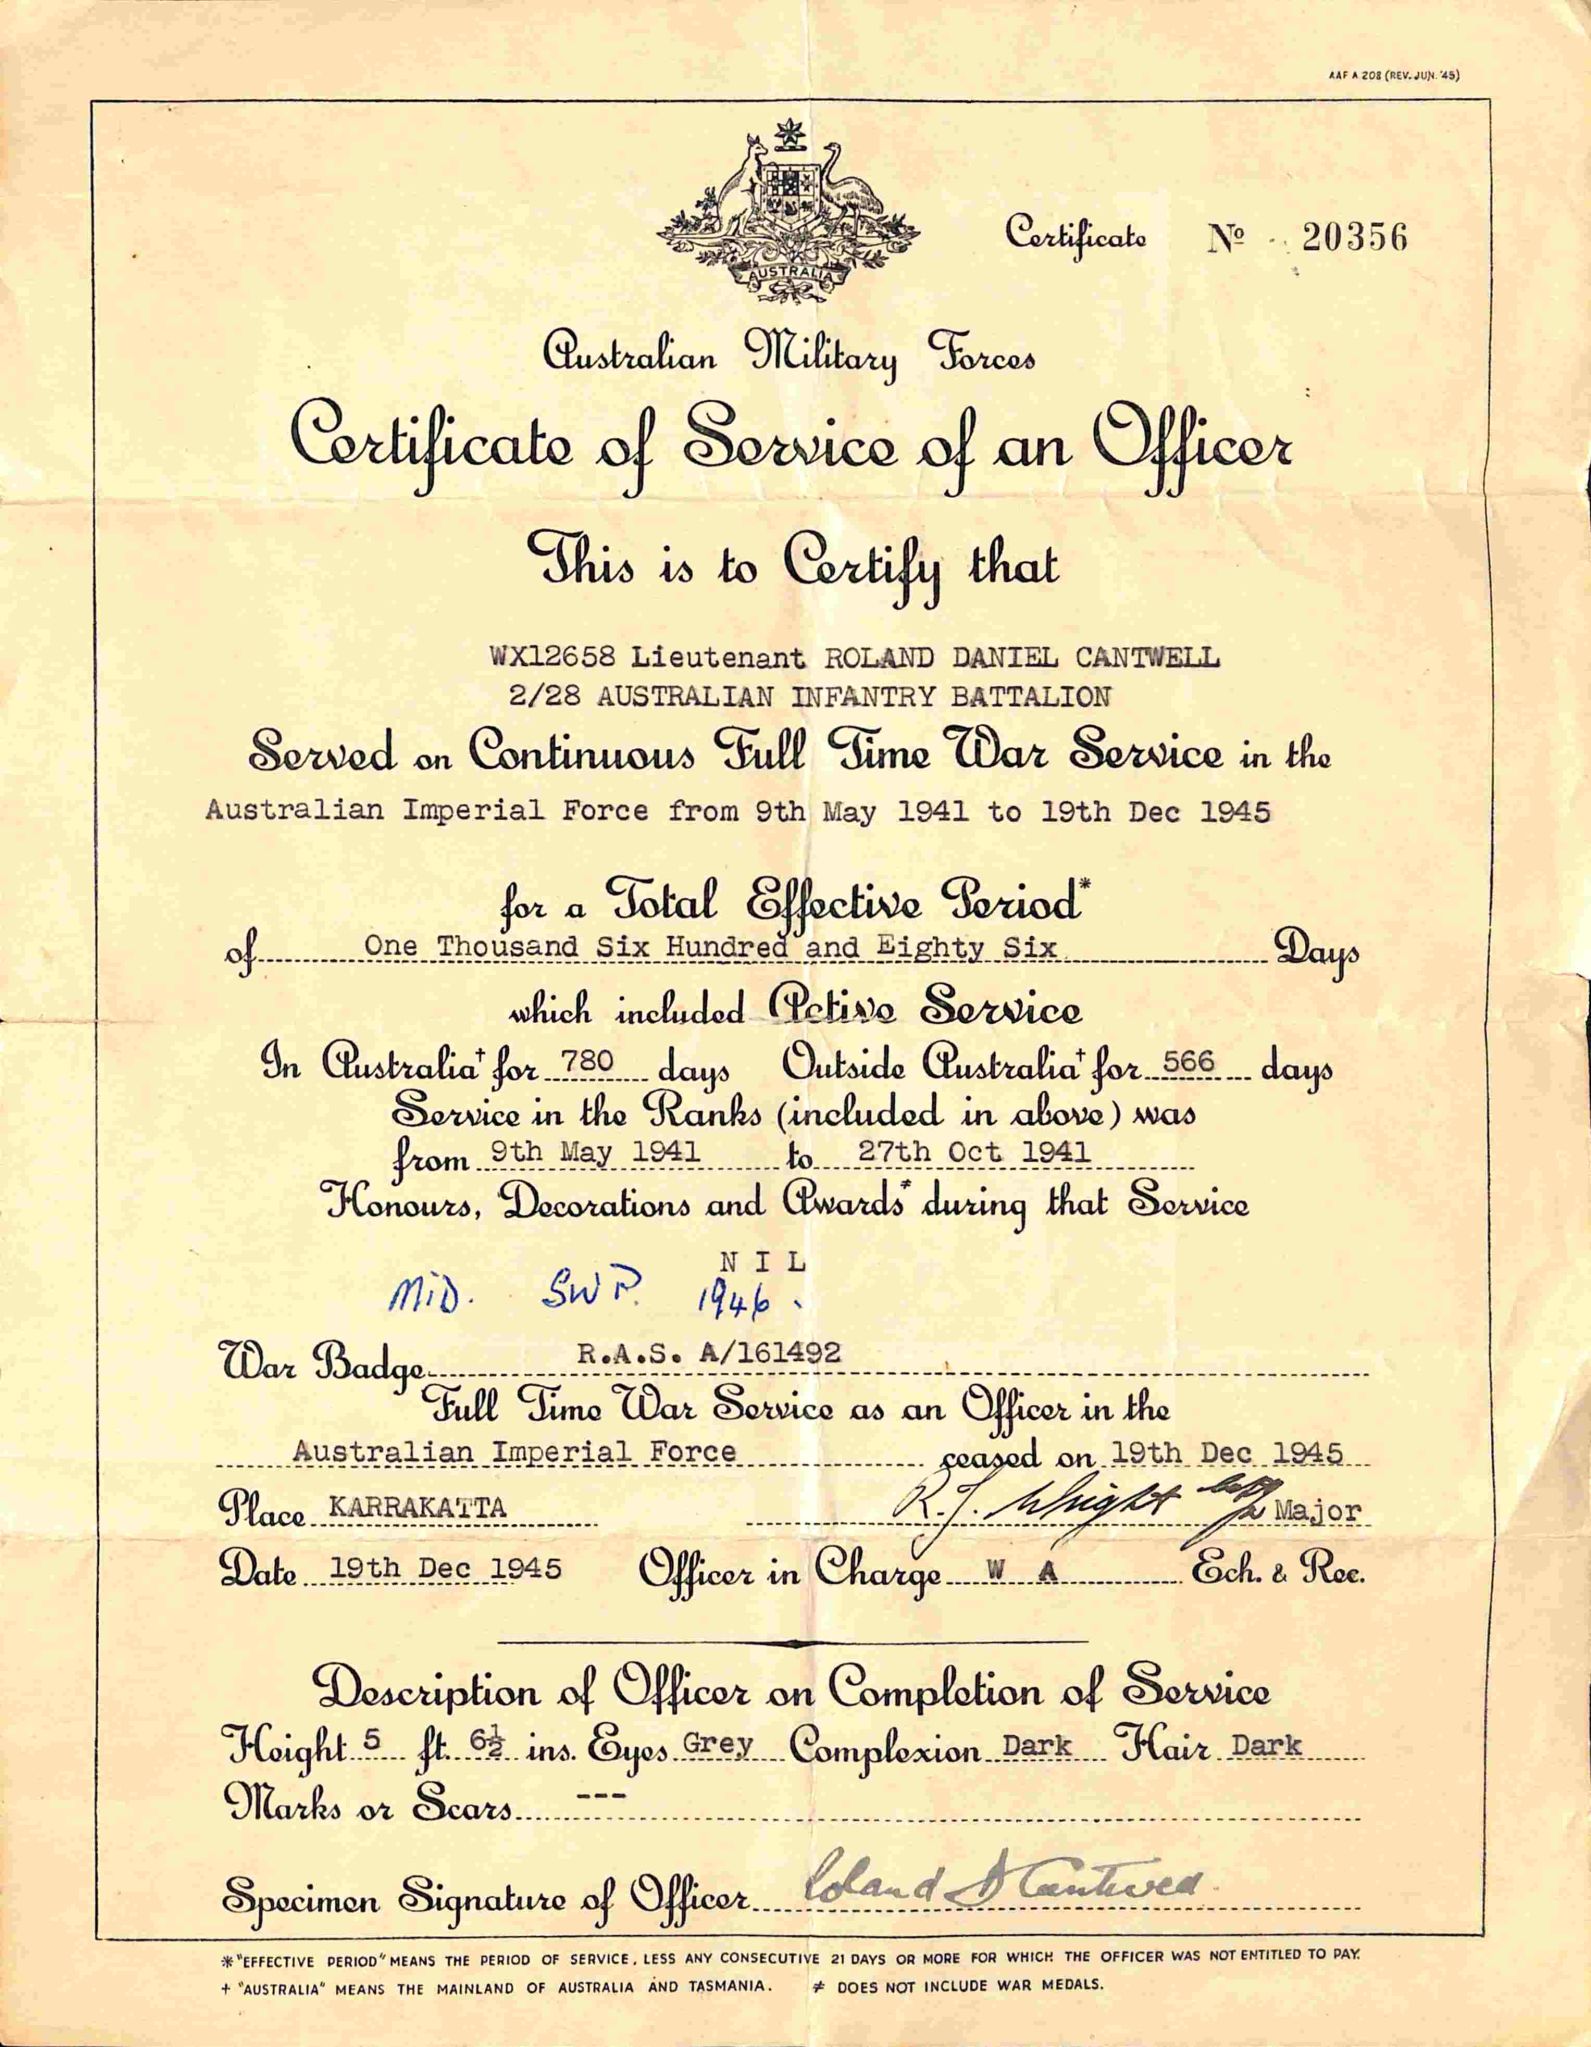 AAF A 208 (REV. JUN. '45)
AUSTRALIA
Certificate No 20356
Australian Military Forces
Certificate of Service of an Officer
This is to Certify that
WX12658 Lieutenant ROLAND DANIEL CANTWELL
2/28 AUSTRALIAN INFANTRY BATTALION
Served on Continuous Full Time War Service in the
Australian Imperial Force from 9th May 1941 to 19th Dec 1945
for a Total Effective Period*
of One Thousand Six Hundred and Eighty Six Days
which included Active Service
In Australia+ for 780 days Outside Australia+ for 566 days
Service in the Ranks (included in above) was
from 9th May 1941 to 27th Oct 1941
Honours, Decorations and Awards* during that Service
N I L
MiD. SWP. 1946.
War Badge R.A.S. A/161492
Full Time War Service as an Officer in the
Australian Imperial Force ceased on 19th Dec 1945
Place KARRAKATTA R.J. Wright Major
Date 19th Dec 1945 Officer in Charge W A Ech. & Rec.
Description of Officer on Completion of Service
Height 5 ft. 6½ ins. Eyes Grey Complexion Dark Hair Dark
Marks or Scars ---
Specimen Signature of Officer Roland D Cantwell
* "EFFECTIVE PERIOD" MEANS THE PERIOD OF SERVICE, LESS ANY CONSECUTIVE 21 DAYS OR MORE FOR WHICH THE OFFICER WAS NOT ENTITLED TO PAY.
+ "AUSTRALIA" MEANS THE MAINLAND OF AUSTRALIA AND TASMANIA. ≠ DOES NOT INCLUDE WAR MEDALS.